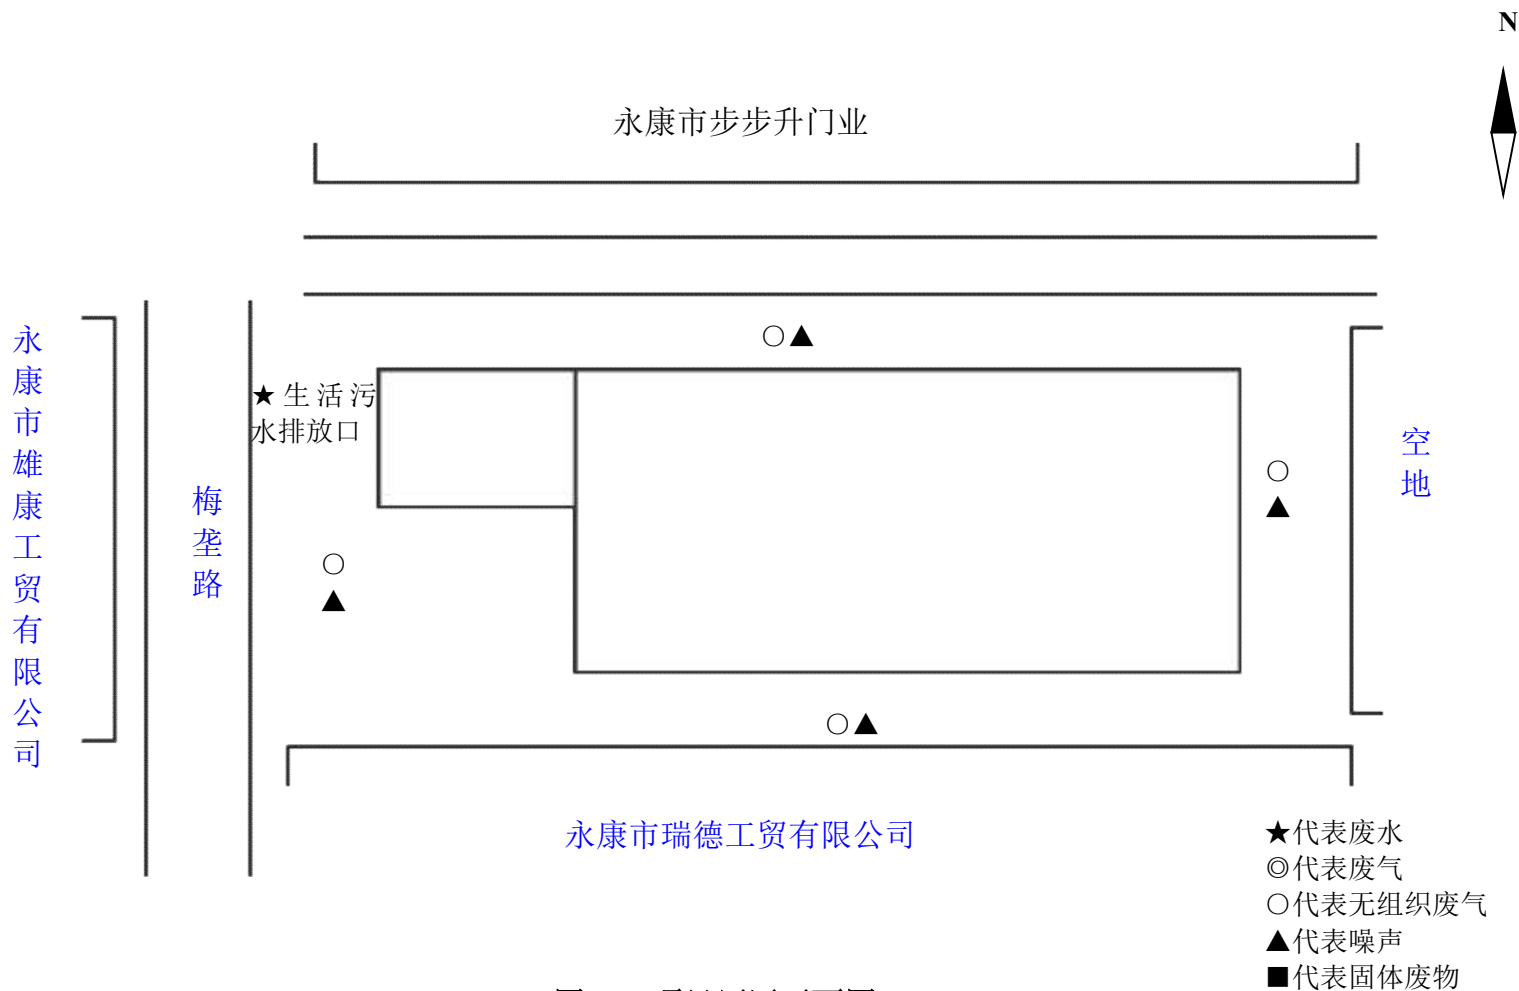 N
永康市步步升门业
永康市雄康工贸有限公司
梅垄路
★生活污
水排放口
○▲
○
▲
○
▲
○▲
空地
永康市瑞德工贸有限公司
★代表废水
◎代表废气
○代表无组织废气
▲代表噪声
■代表固体废物